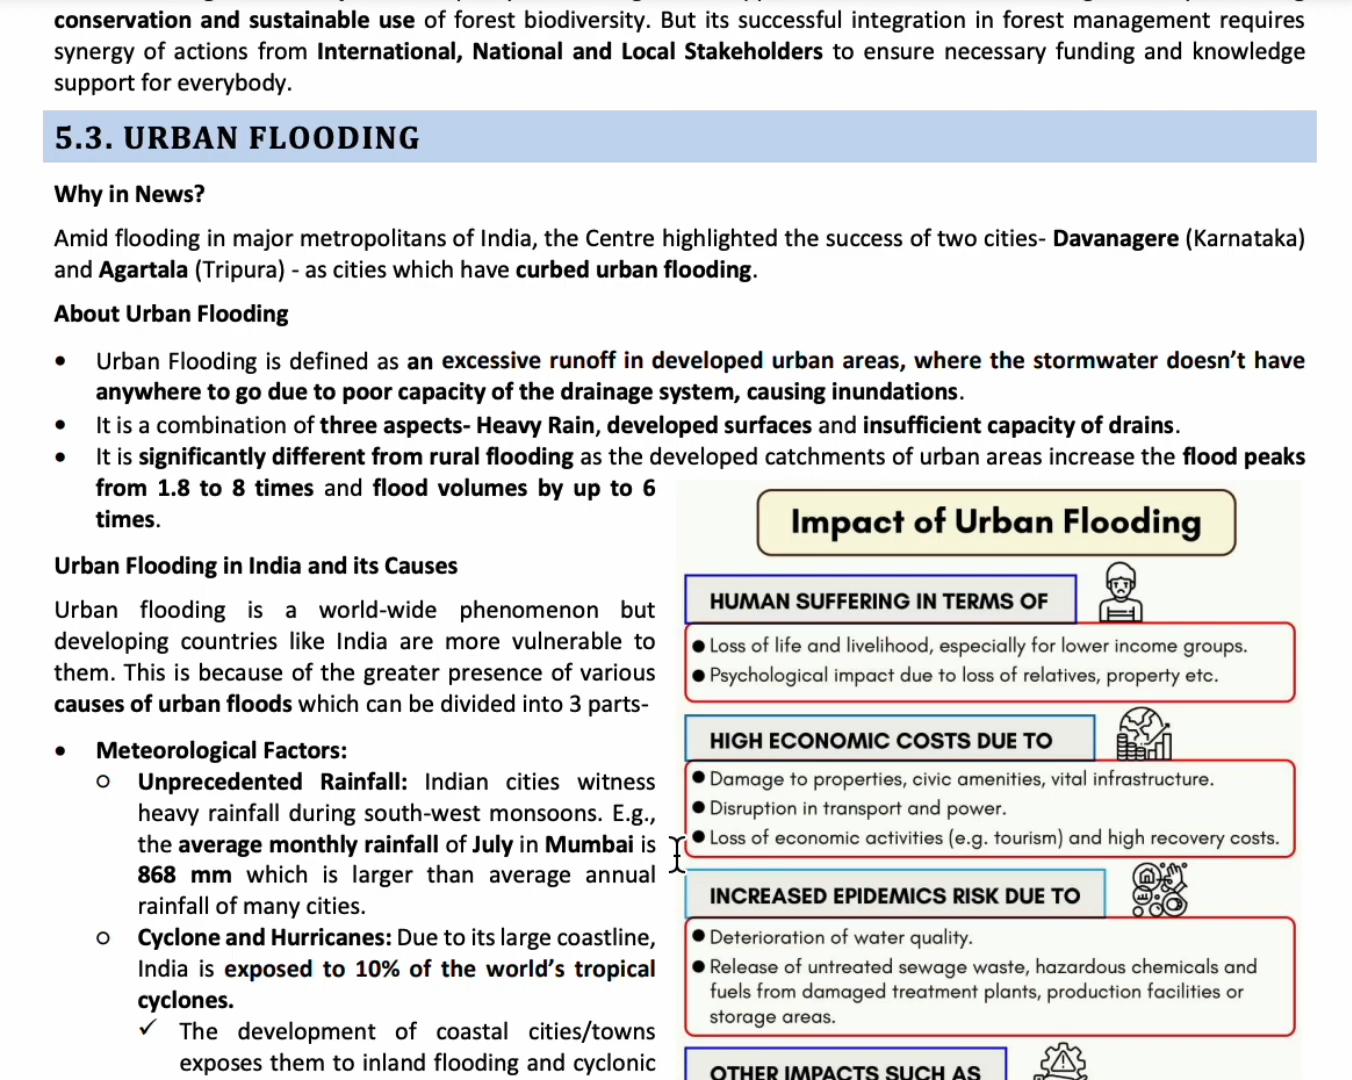 conservation and sustainable use of forest biodiversity. But its successful integration in forest management requires
synergy of actions from International, National and Local Stakeholders to ensure necessary funding and knowledge
support for everybody.
5.3. URBAN FLOODING
Why in News?
Amid flooding in major metropolitans of India, the Centre highlighted the success of two cities- Davanagere (Karnataka)
and Agartala (Tripura) - as cities which have curbed urban flooding.
About Urban Flooding
• Urban Flooding is defined as an excessive runoff in developed urban areas, where the stormwater doesn’t have
anywhere to go due to poor capacity of the drainage system, causing inundations.
• It is a combination of three aspects- Heavy Rain, developed surfaces and insufficient capacity of drains.
• It is significantly different from rural flooding as the developed catchments of urban areas increase the flood peaks
from 1.8 to 8 times and flood volumes by up to 6
times.
Urban Flooding in India and its Causes
Urban flooding is a world-wide phenomenon but
developing countries like India are more vulnerable to
them. This is because of the greater presence of various
causes of urban floods which can be divided into 3 parts-
• Meteorological Factors:
o Unprecedented Rainfall: Indian cities witness
heavy rainfall during south-west monsoons. E.g.,
the average monthly rainfall of July in Mumbai is
868 mm which is larger than average annual
rainfall of many cities.
o Cyclone and Hurricanes: Due to its large coastline,
India is exposed to 10% of the world’s tropical
cyclones.
✓ The development of coastal cities/towns
exposes them to inland flooding and cyclonic
Impact of Urban Flooding
HUMAN SUFFERING IN TERMS OF
● Loss of life and livelihood, especially for lower income groups.
● Psychological impact due to loss of relatives, property etc.
HIGH ECONOMIC COSTS DUE TO
● Damage to properties, civic amenities, vital infrastructure.
● Disruption in transport and power.
● Loss of economic activities (e.g. tourism) and high recovery costs.
INCREASED EPIDEMICS RISK DUE TO
● Deterioration of water quality.
● Release of untreated sewage waste, hazardous chemicals and
fuels from damaged treatment plants, production facilities or
storage areas.
OTHER IMPACTS SUCH AS